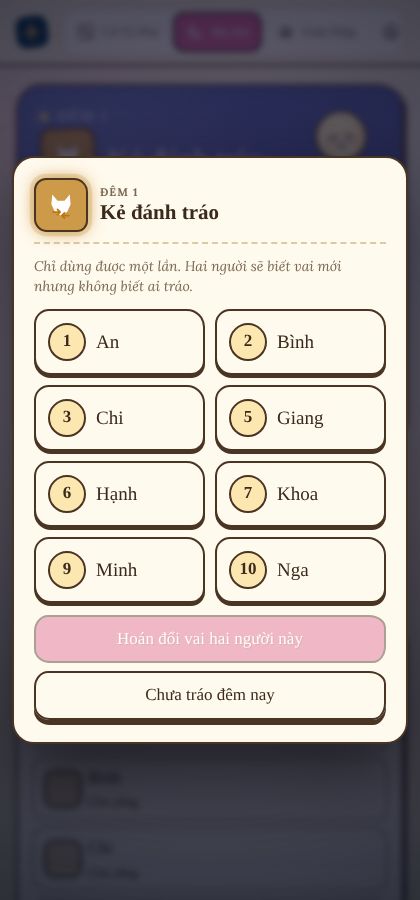 ĐÊM 1
Kẻ đánh tráo
Chỉ dùng được một lần. Hai người sẽ biết vai mới
nhưng không biết ai tráo.
1 An
2 Bình
3 Chi
5 Giang
6 Hạnh
7 Khoa
9 Minh
10 Nga
Hoán đổi vai hai người này
Chưa tráo đêm nay